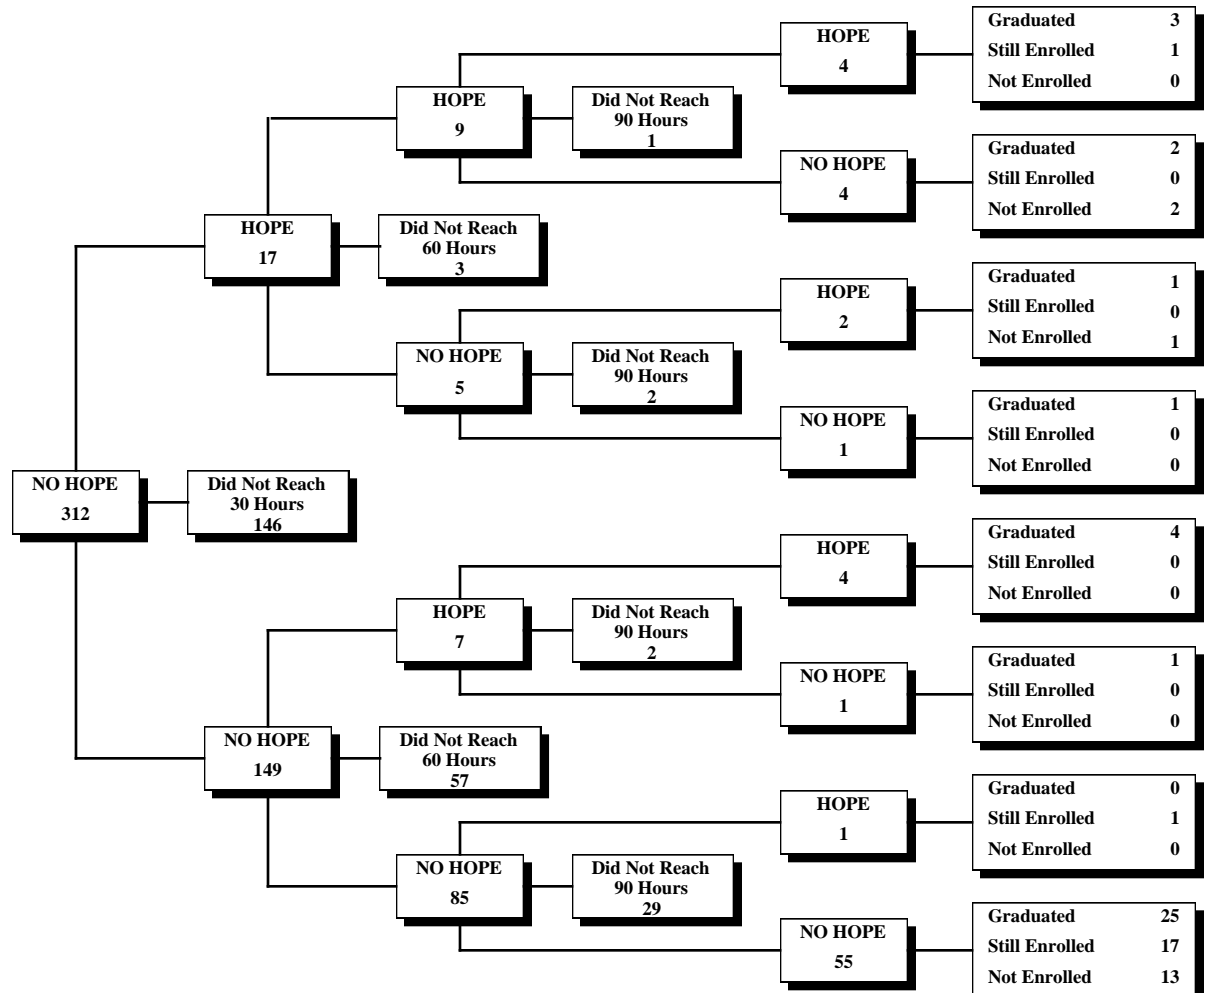 HOPE
4
Graduated 3
Still Enrolled 1
Not Enrolled 0
HOPE
9
Did Not Reach
90 Hours
1
NO HOPE
4
Graduated 2
Still Enrolled 0
Not Enrolled 2
HOPE
17
Did Not Reach
60 Hours
3
HOPE
2
Graduated 1
Still Enrolled 0
Not Enrolled 1
NO HOPE
5
Did Not Reach
90 Hours
2
NO HOPE
1
Graduated 1
Still Enrolled 0
Not Enrolled 0
NO HOPE
312
Did Not Reach
30 Hours
146
HOPE
4
Graduated 4
Still Enrolled 0
Not Enrolled 0
HOPE
7
Did Not Reach
90 Hours
2
NO HOPE
1
Graduated 1
Still Enrolled 0
Not Enrolled 0
NO HOPE
149
Did Not Reach
60 Hours
57
HOPE
1
Graduated 0
Still Enrolled 1
Not Enrolled 0
NO HOPE
85
Did Not Reach
90 Hours
29
NO HOPE
55
Graduated 25
Still Enrolled 17
Not Enrolled 13